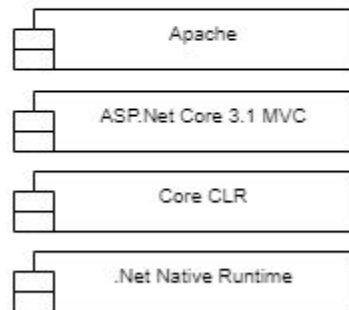 Apache
ASP.Net Core 3.1 MVC
Core CLR
.Net Native Runtime